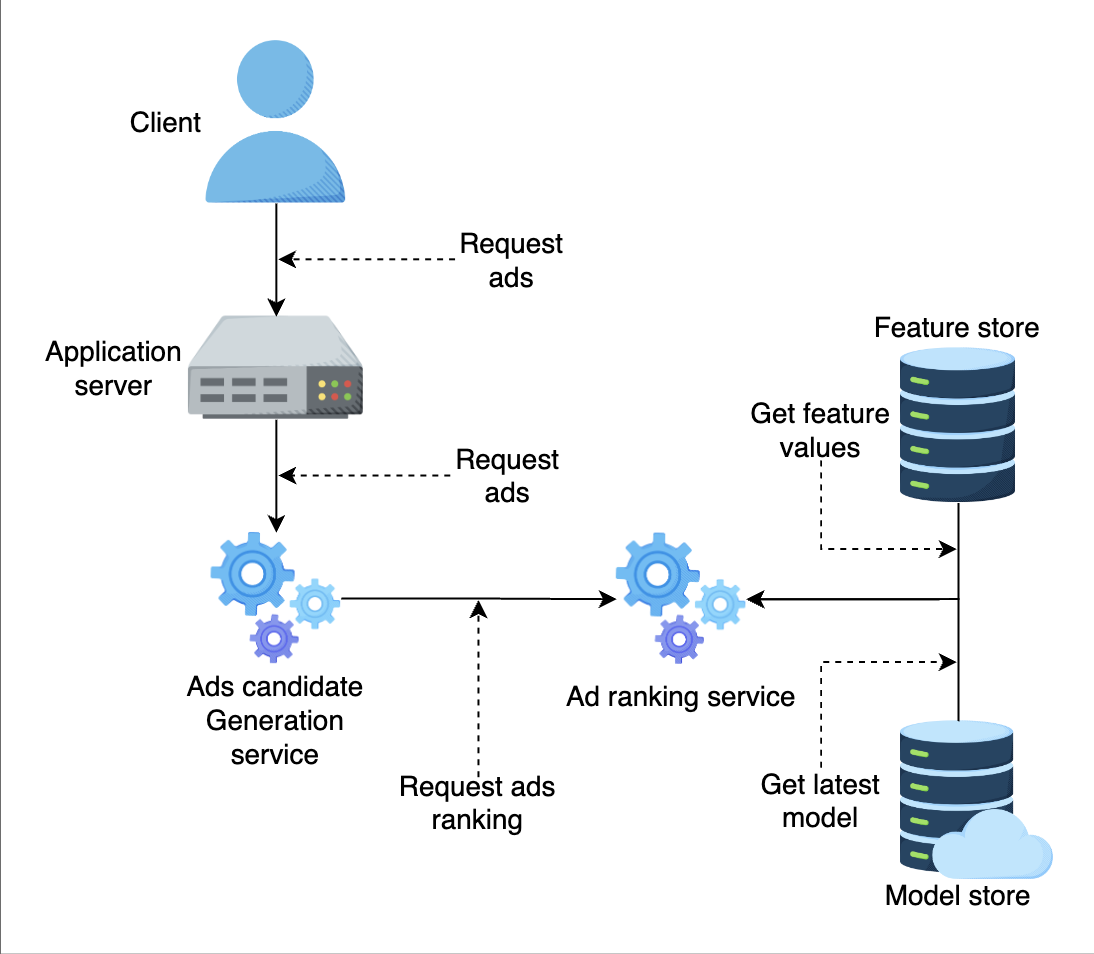 Client
Request
ads
Application
server
Feature store
Get feature
values
Request
ads
Ads candidate
Generation
service
Ad ranking service
Request ads
ranking
Get latest
model
Model store